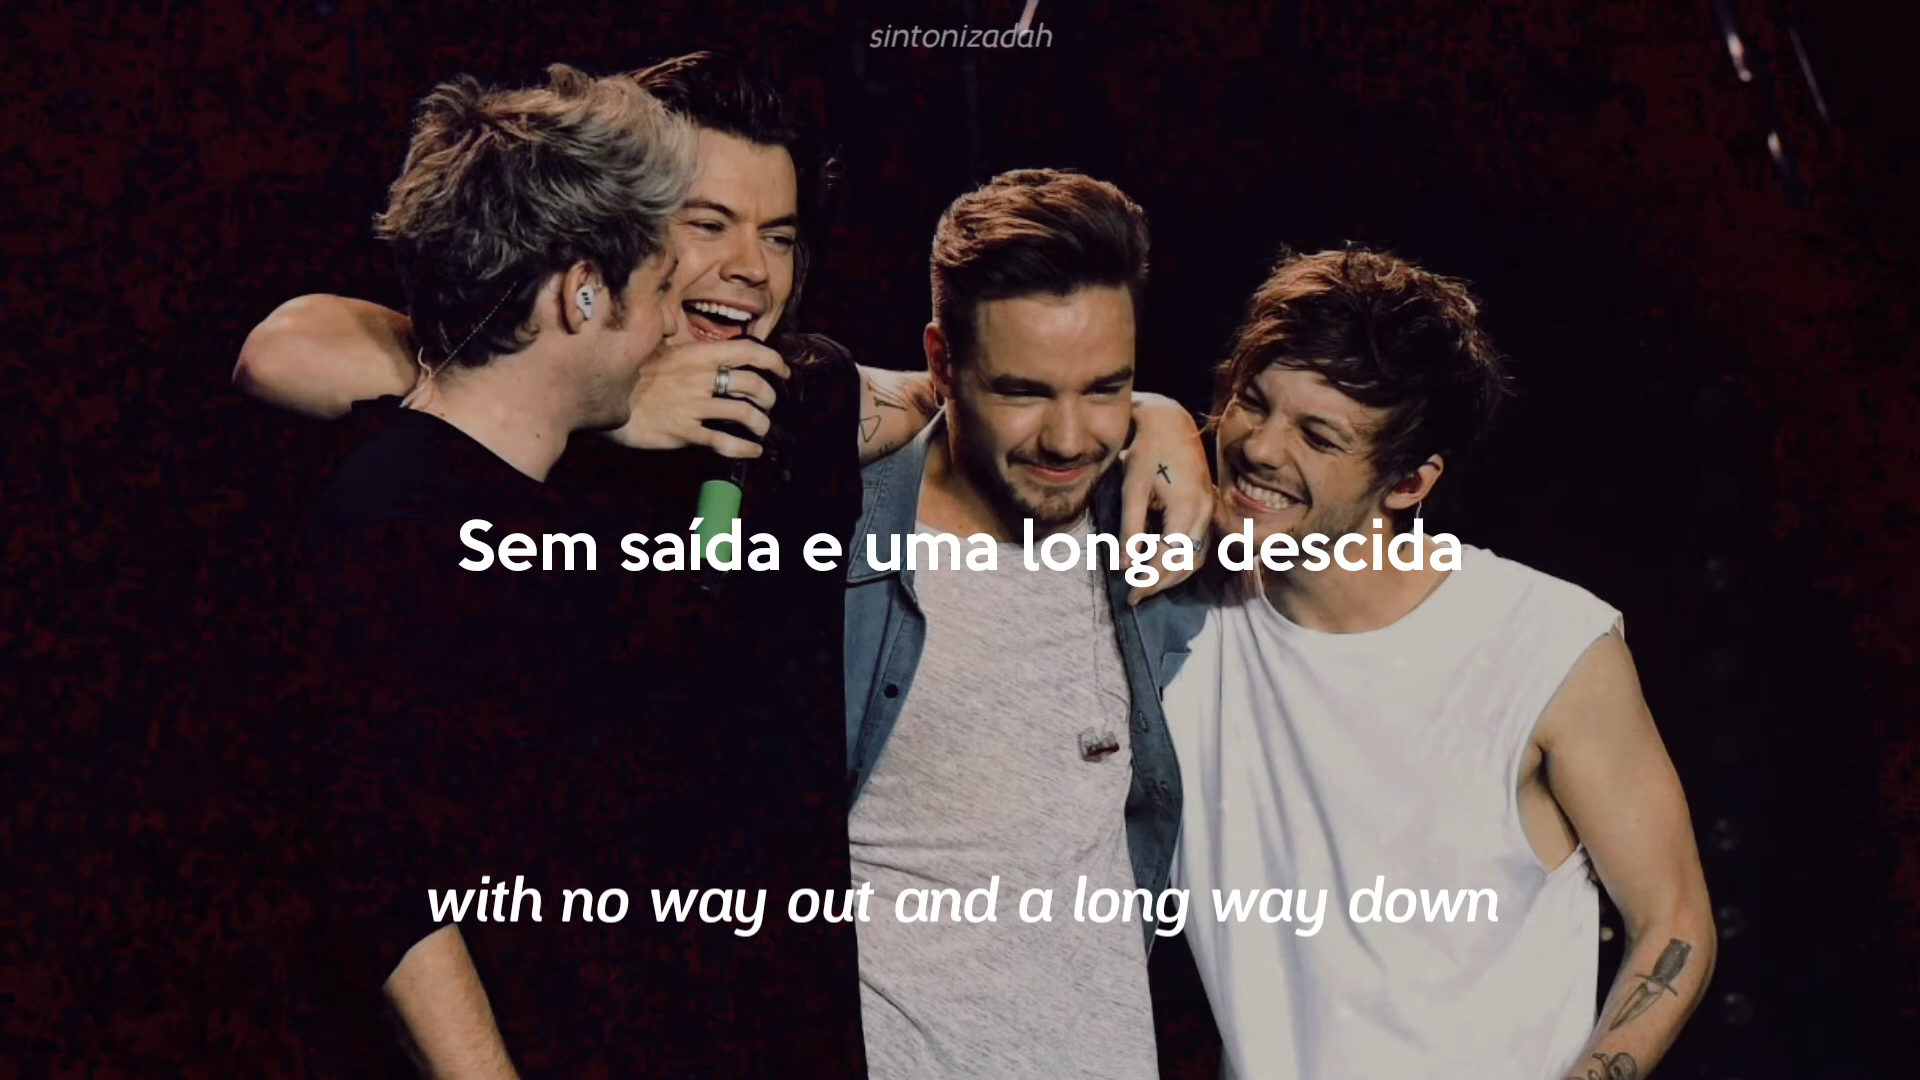 sintonizadah
Sem saída e uma longa descida
with no way out and a long way down